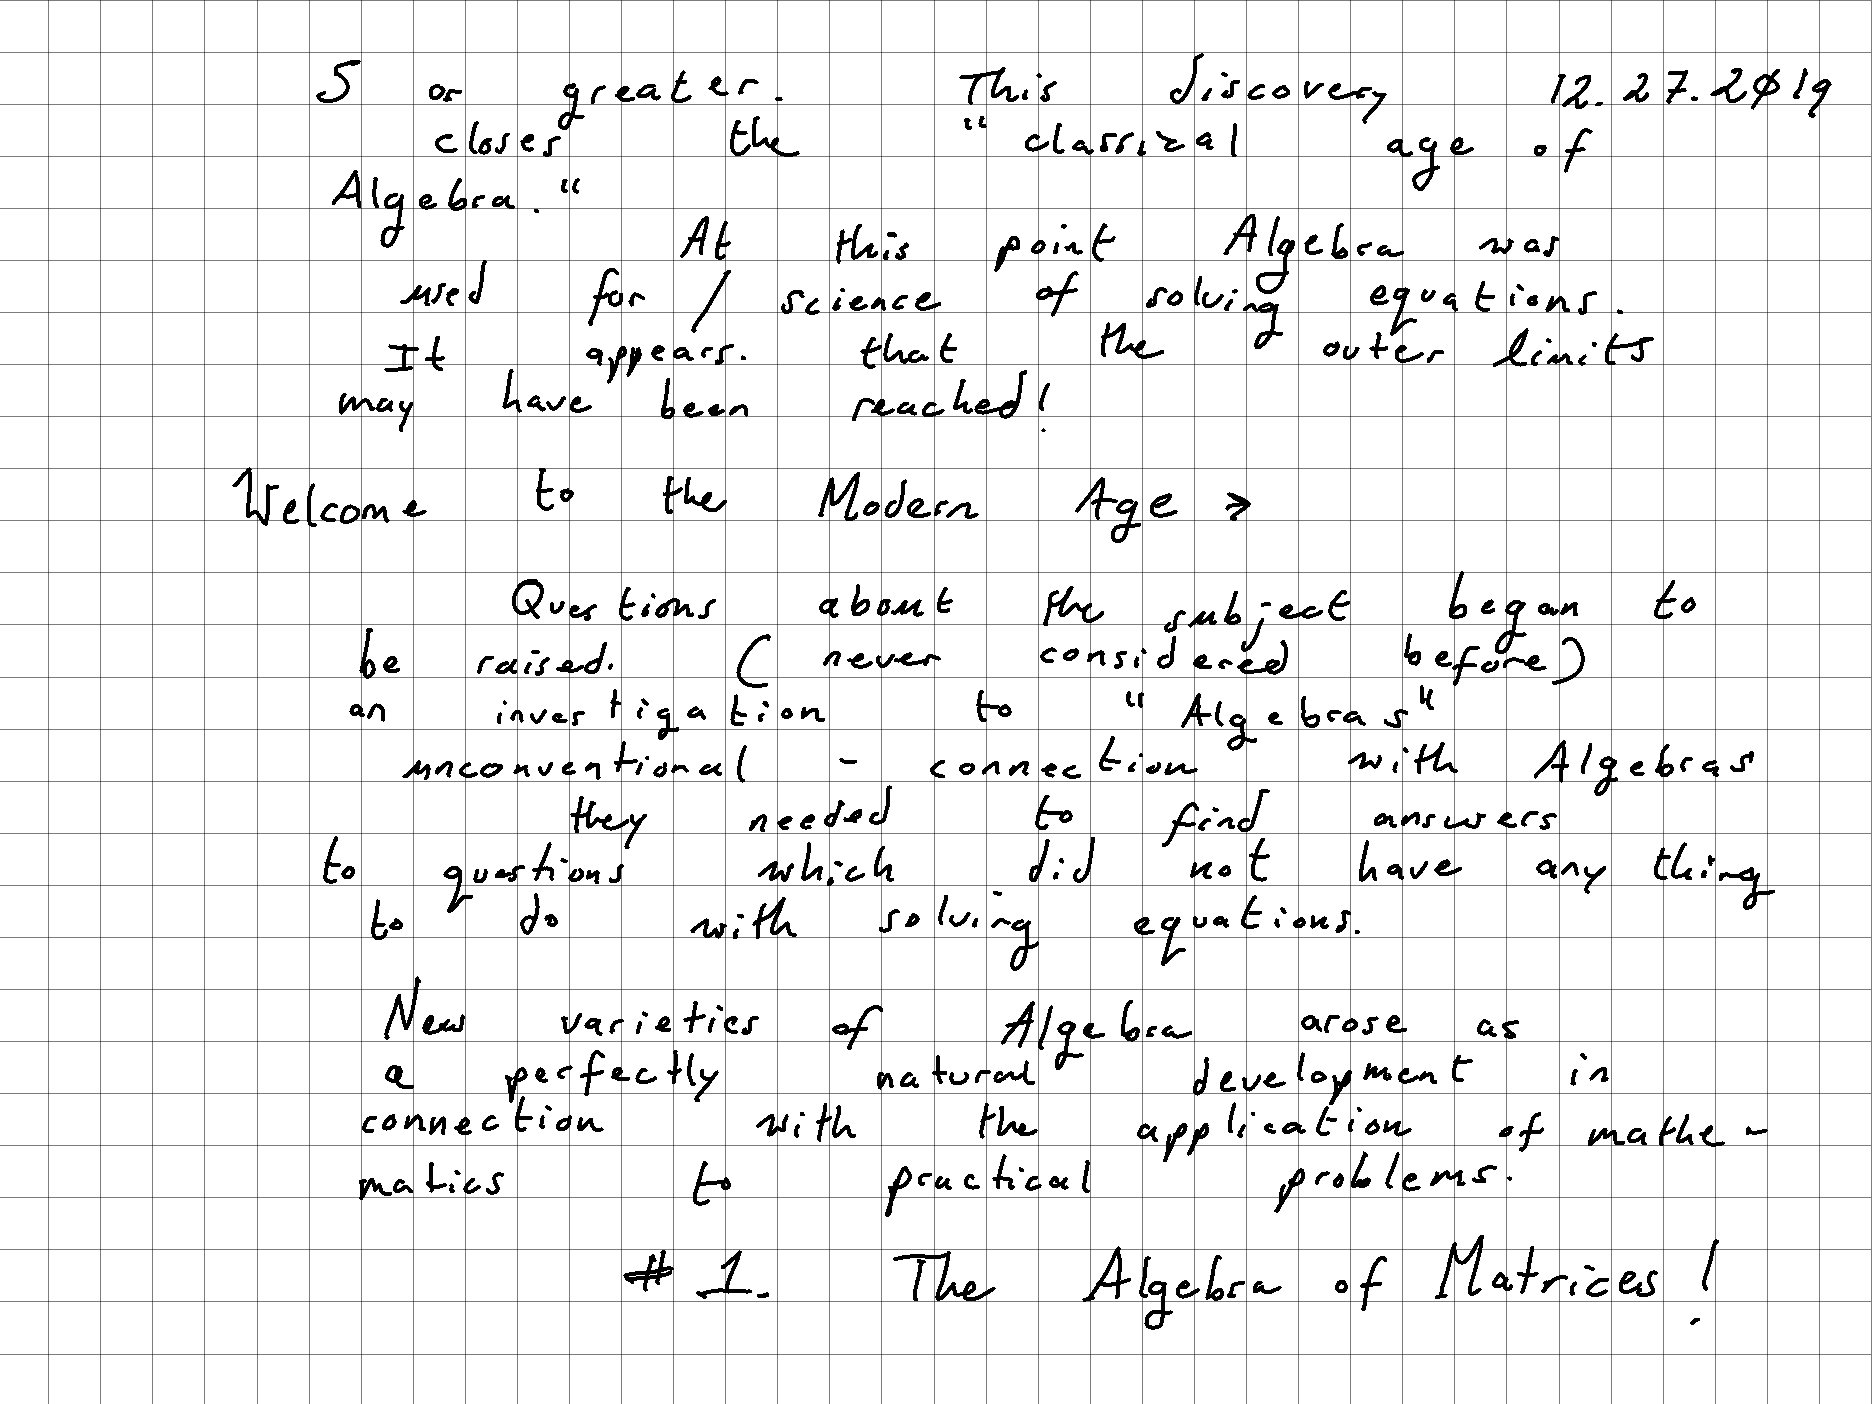 5 or greater. This discovery 12.27.2019
closes the "classical age of
Algebra."
At this point Algebra was
used for / science of solving equations.
It appears. that the outer limits
may have been reached!
Welcome to the Modern Age >
Questions about the subject began to
be raised. (never considered before)
an investigation to "Algebras"
unconventional - connection with Algebras
they needed to find answers
to questions which did not have any thing
to do with solving equations.
New varieties of Algebra arose as
a perfectly natural development in
connection with the application of mathe-
matics to practical problems.
# 1. The Algebra of Matrices!